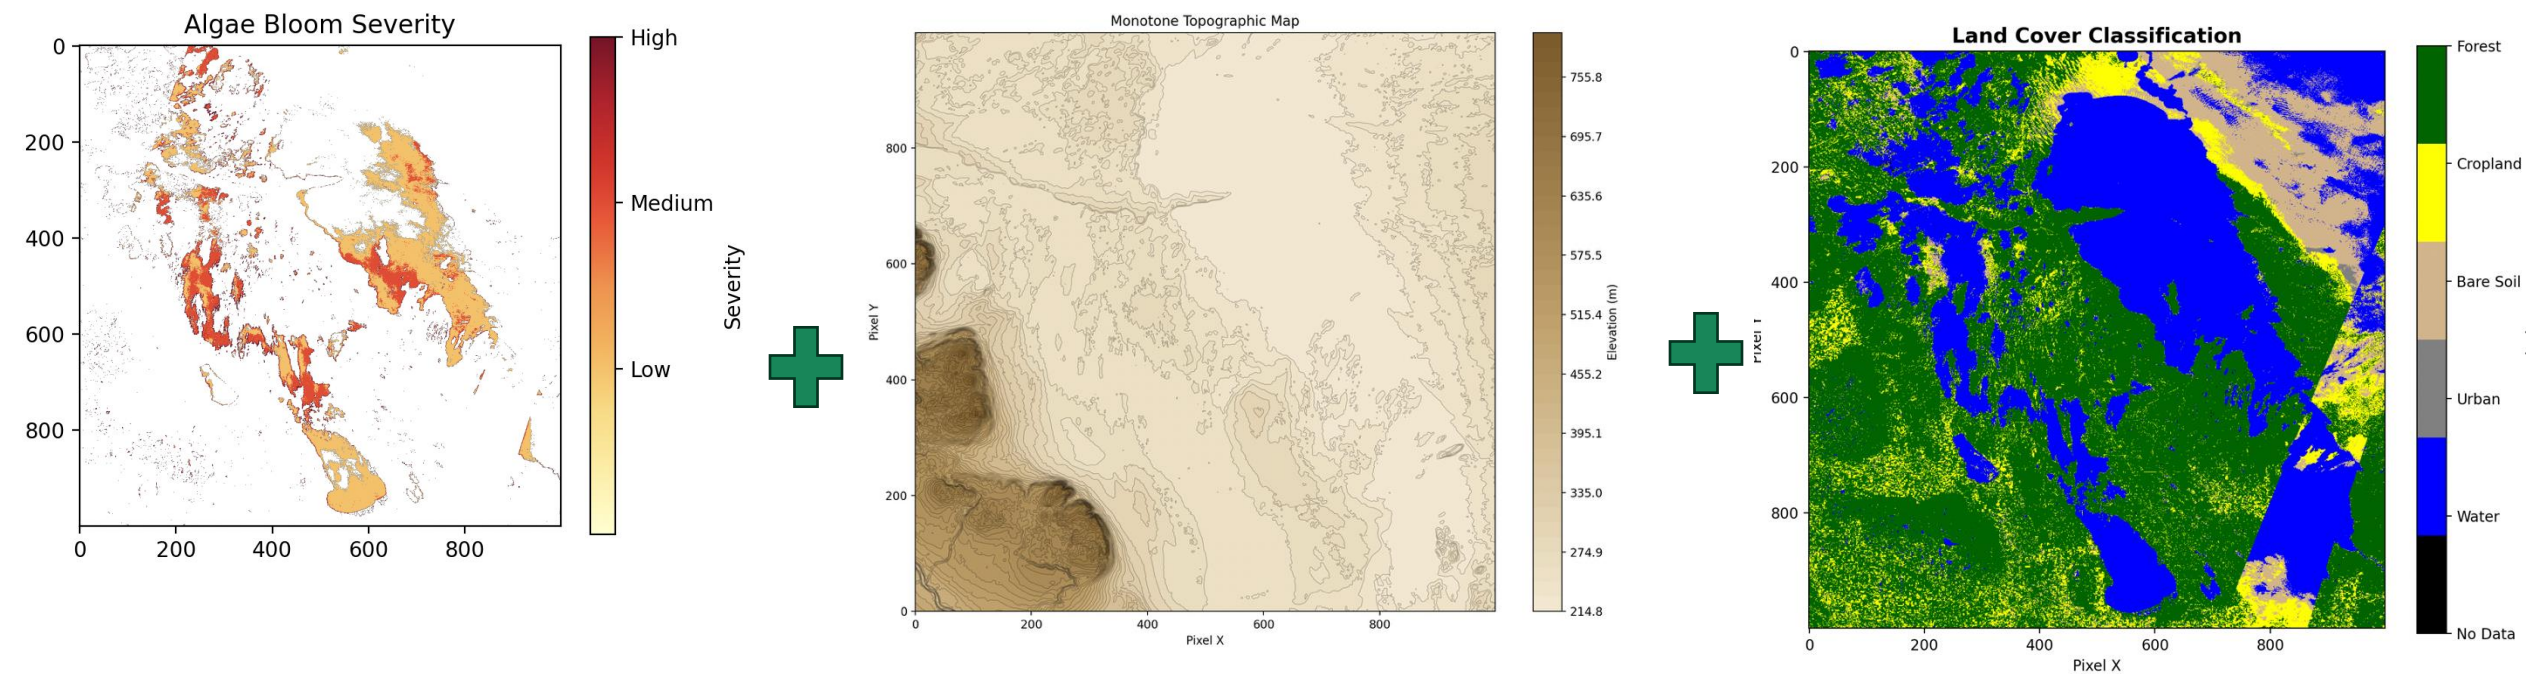 Algae Bloom Severity
0
200
400
600
800
0 200 400 600 800
High
Medium
Low
Severity
Monotone Topographic Map
Pixel Y
800
600
400
200
0
0 200 400 600 800
Pixel X
755.8
695.7
635.6
575.5
515.4
455.2
395.1
335.0
274.9
214.8
Elevation (m)
Land Cover Classification
0
200
400
600
800
0 200 400 600 800
Pixel X
Forest
Cropland
Bare Soil
Urban
Water
No Data